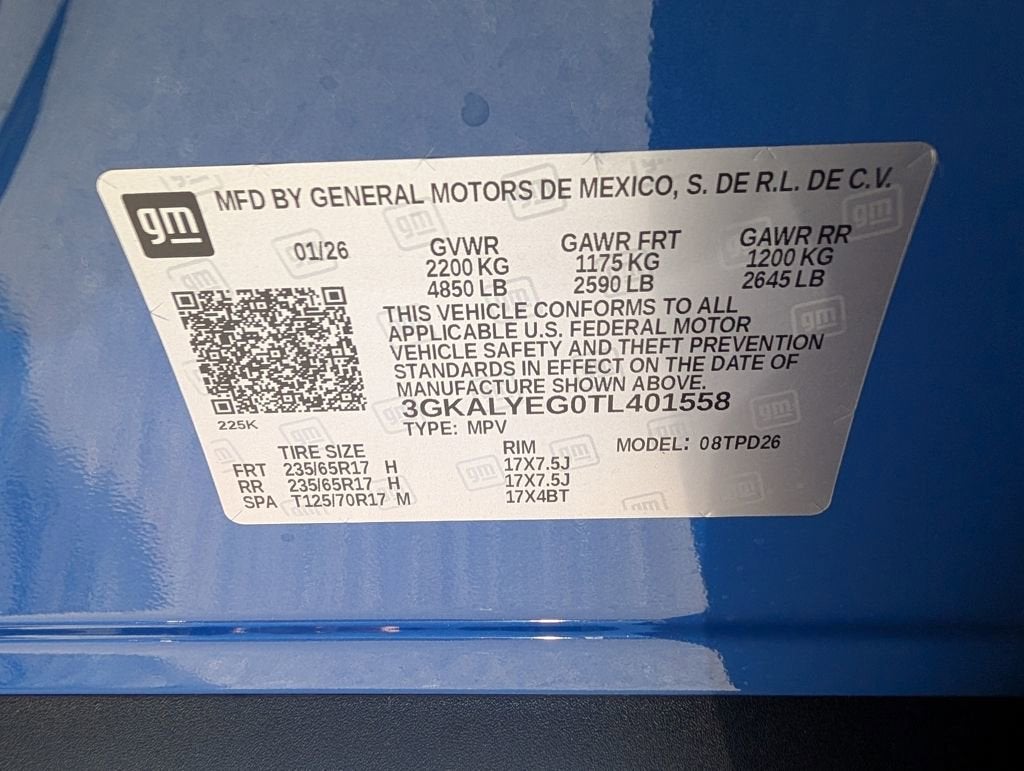 gm
MFD BY GENERAL MOTORS DE MEXICO, S. DE R.L. DE C.V.
01/26
GVWR
2200 KG
4850 LB
GAWR FRT
1175 KG
2590 LB
GAWR RR
1200 KG
2645 LB
THIS VEHICLE CONFORMS TO ALL
APPLICABLE U.S. FEDERAL MOTOR
VEHICLE SAFETY AND THEFT PREVENTION
STANDARDS IN EFFECT ON THE DATE OF
MANUFACTURE SHOWN ABOVE.
3GKALYEG0TL401558
225K
TYPE: MPV
MODEL: 08TPD26
TIRE SIZE RIM
FRT 235/65R17 H 17X7.5J
RR 235/65R17 H 17X7.5J
SPA T125/70R17 M 17X4BT